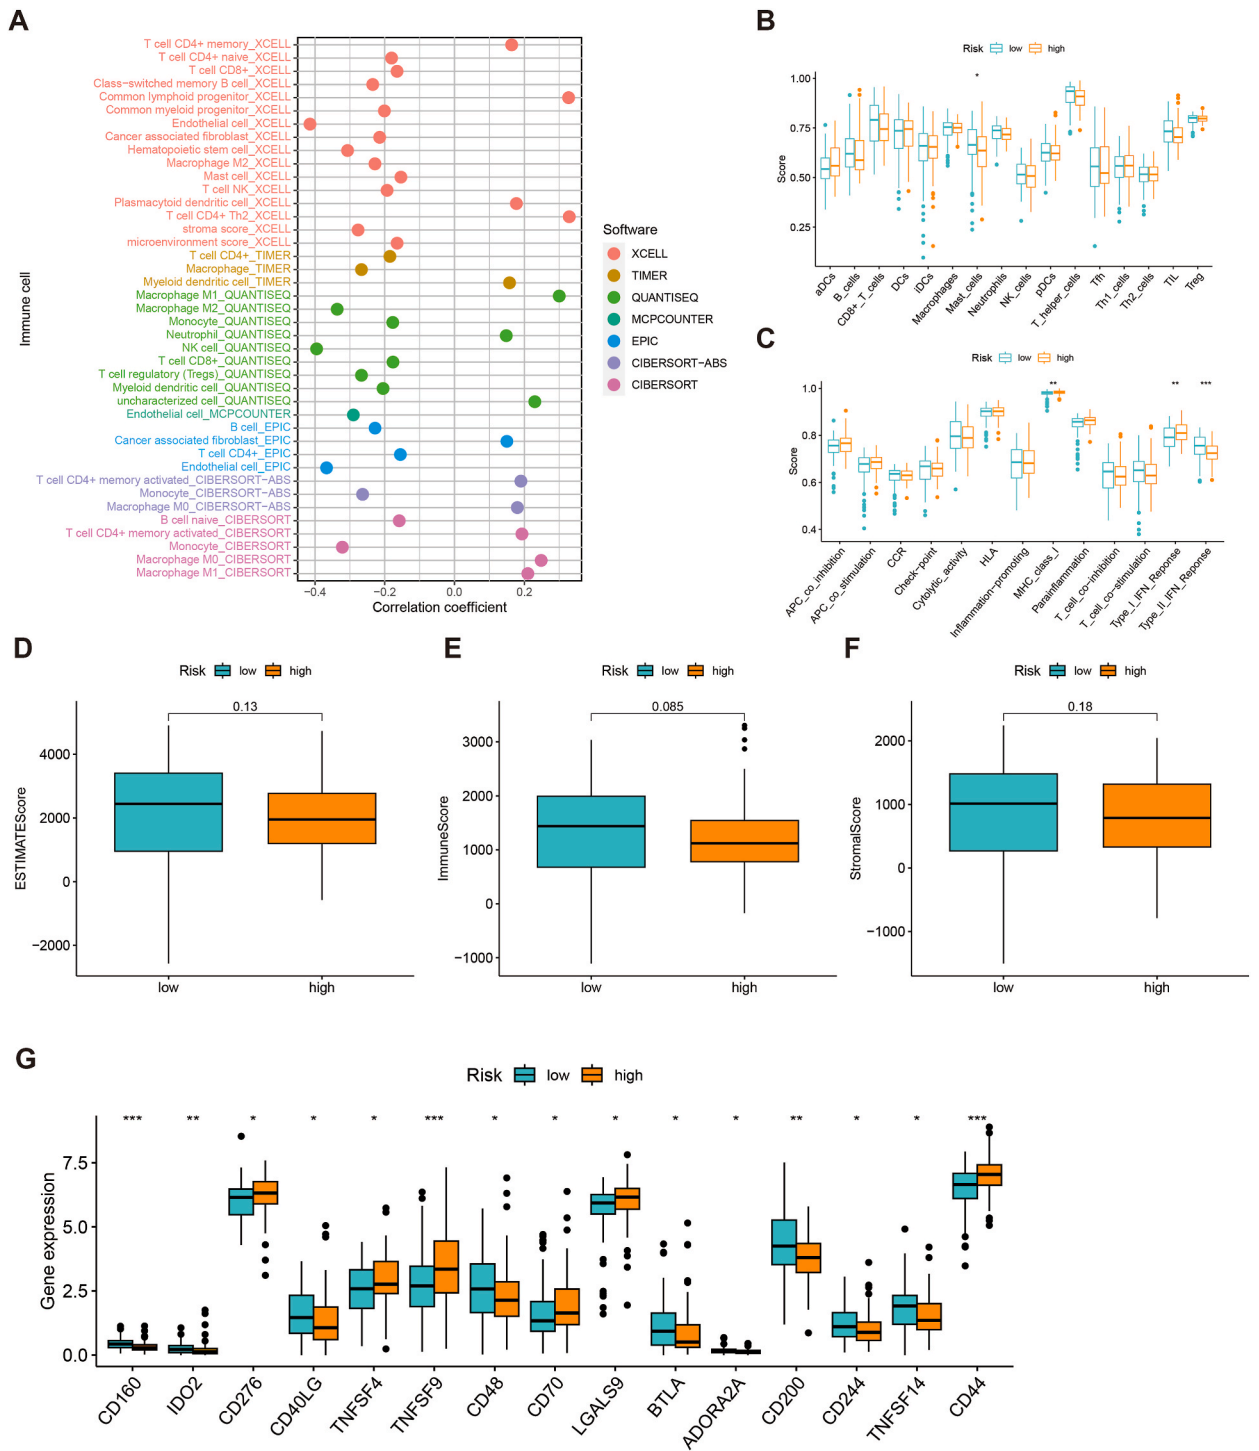 A
T cell CD4+ memory_XCELL
T cell CD4+ naive_XCELL
T cell CD8+_XCELL
Class-switched memory B cell_XCELL
Common lymphoid progenitor_XCELL
Common myeloid progenitor_XCELL
Endothelial cell_XCELL
Cancer associated fibroblast_XCELL
Hematopoietic stem cell_XCELL
Macrophage M2_XCELL
Mast cell_XCELL
T cell NK_XCELL
Plasmacytoid dendritic cell_XCELL
T cell CD4+ Th2_XCELL
stroma score_XCELL
microenvironment score_XCELL
T cell CD4+_TIMER
Macrophage_TIMER
Myeloid dendritic cell_TIMER
Macrophage M1_QUANTISEQ
Macrophage M2_QUANTISEQ
Monocyte_QUANTISEQ
Neutrophil_QUANTISEQ
NK cell_QUANTISEQ
T cell CD8+_QUANTISEQ
T cell regulatory (Tregs)_QUANTISEQ
Myeloid dendritic cell_QUANTISEQ
uncharacterized cell_QUANTISEQ
Endothelial cell_MCPCOUNTER
B cell_EPIC
Cancer associated fibroblast_EPIC
T cell CD4+_EPIC
Endothelial cell_EPIC
T cell CD4+ memory activated_CIBERSORT-ABS
Monocyte_CIBERSORT-ABS
Macrophage M0_CIBERSORT-ABS
B cell naive_CIBERSORT
T cell CD4+ memory activated_CIBERSORT
Monocyte_CIBERSORT
Macrophage M0_CIBERSORT
Macrophage M1_CIBERSORT
Immune cell
−0.4 −0.2 0.0 0.2
Correlation coefficient
Software
XCELL
TIMER
QUANTISEQ
MCPCOUNTER
EPIC
CIBERSORT−ABS
CIBERSORT
B
Risk low high
*
1.00
0.75
0.50
0.25
Score
aDCs
B_cells
CD8+_T_cells
DCs
iDCs
Macrophages
Mast_cells
Neutrophils
NK_cells
pDCs
T_helper_cells
Tfh
Th1_cells
Th2_cells
TIL
Treg
C
Risk low high
** ** ***
1.0
0.8
0.6
0.4
Score
APC_co_inhibition
APC_co_stimulation
CCR
Check-point
Cytolytic_activity
HLA
Inflammation-promoting
MHC_class_I
Parainflammation
T_cell_co-inhibition
T_cell_co-stimulation
Type_I_IFN_Reponse
Type_II_IFN_Reponse
D
Risk low high
0.13
4000
2000
0
−2000
ESTIMATEScore
low high
E
Risk low high
0.085
3000
2000
1000
0
−1000
ImmuneScore
low high
F
Risk low high
0.18
2000
1000
0
−1000
StromalScore
low high
G
Risk low high
*** ** * * * *** * * * * * ** * * ***
7.5
5.0
2.5
0.0
Gene expression
CD160
IDO2
CD276
CD40LG
TNFSF4
TNFSF9
CD48
CD70
LGALS9
BTLA
ADORA2A
CD200
CD244
TNFSF14
CD44